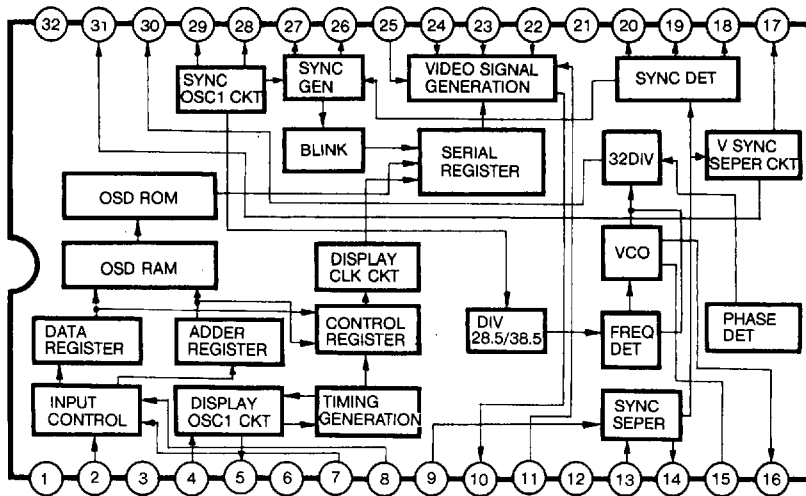 32 31 30 29 28 27 26 25 24 23 22 21 20 19 18 17
SYNC
OSC1 CKT
SYNC
GEN
VIDEO SIGNAL
GENERATION
SYNC DET
BLINK
SERIAL
REGISTER
32DIV
V SYNC
SEPER CKT
OSD ROM
OSD RAM
DISPLAY
CLK CKT
VCO
DATA
REGISTER
ADDER
REGISTER
CONTROL
REGISTER
DIV
28.5/38.5
FREQ
DET
PHASE
DET
INPUT
CONTROL
DISPLAY
OSC1 CKT
TIMING
GENERATION
SYNC
SEPER
1 2 3 4 5 6 7 8 9 10 11 12 13 14 15 16